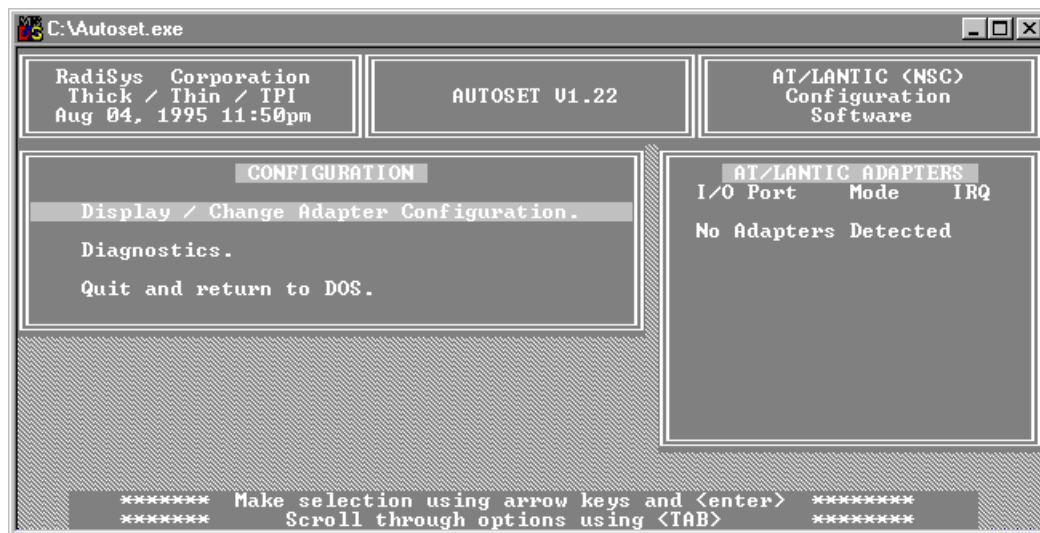 C:\Autoset.exe
RadiSys Corporation
Thick / Thin / TPI
Aug 04, 1995 11:50pm
AUTOSET V1.22
AT/LANTIC (NSC)
Configuration
Software
CONFIGURATION
Display / Change Adapter Configuration.
Diagnostics.
Quit and return to DOS.
AT/LANTIC ADAPTERS
I/O Port Mode IRQ
No Adapters Detected
******* Make selection using arrow keys and <enter> ********
******* Scroll through options using <TAB> ********